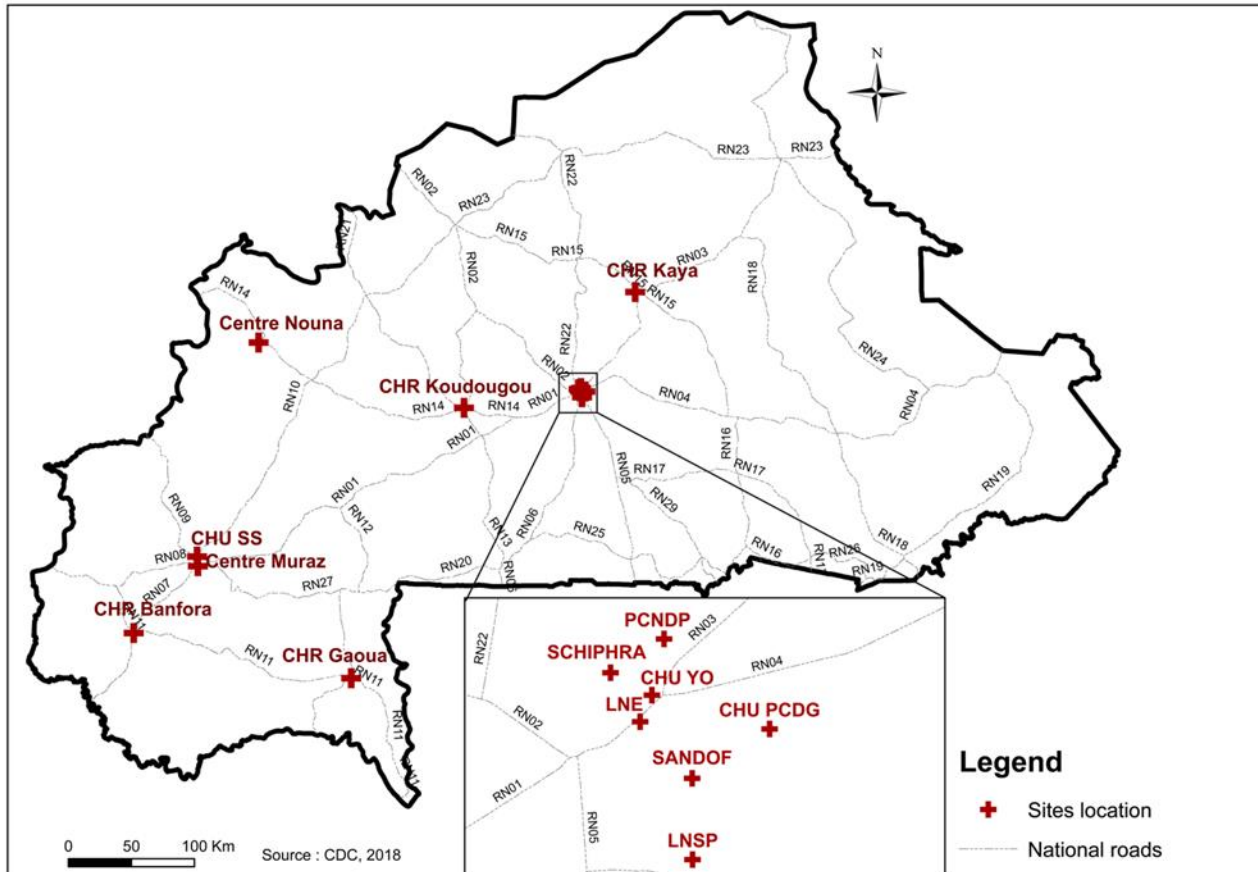 N
RN23
RN23
RN22
RN02
RN23
RN21
RN15
RN15
RN03
RN02
RN18
CHR Kaya
RN15
RN15
RN14
Centre Nouna
RN22
RN24
RN02
CHR Koudougou
RN10
RN14
RN14
RN01
RN04
RN04
RN01
RN16
RN05
RN17
RN17
RN19
RN01
RN29
RN09
RN12
RN06
RN13
RN25
CHU SS
RN08
Centre Muraz
RN16
RN26
RN18
RN19
RN20
RN07
RN27
CHR Banfora
RN11
RN11
CHR Gaoua
RN11
RN11
PCNDP
RN03
RN22
SCHIPHRA
RN04
CHU YO
LNE
CHU PCDG
RN02
SANDOF
RN01
RN05
LNSP
Legend
Sites location
National roads
0 50 100 Km
Source : CDC, 2018